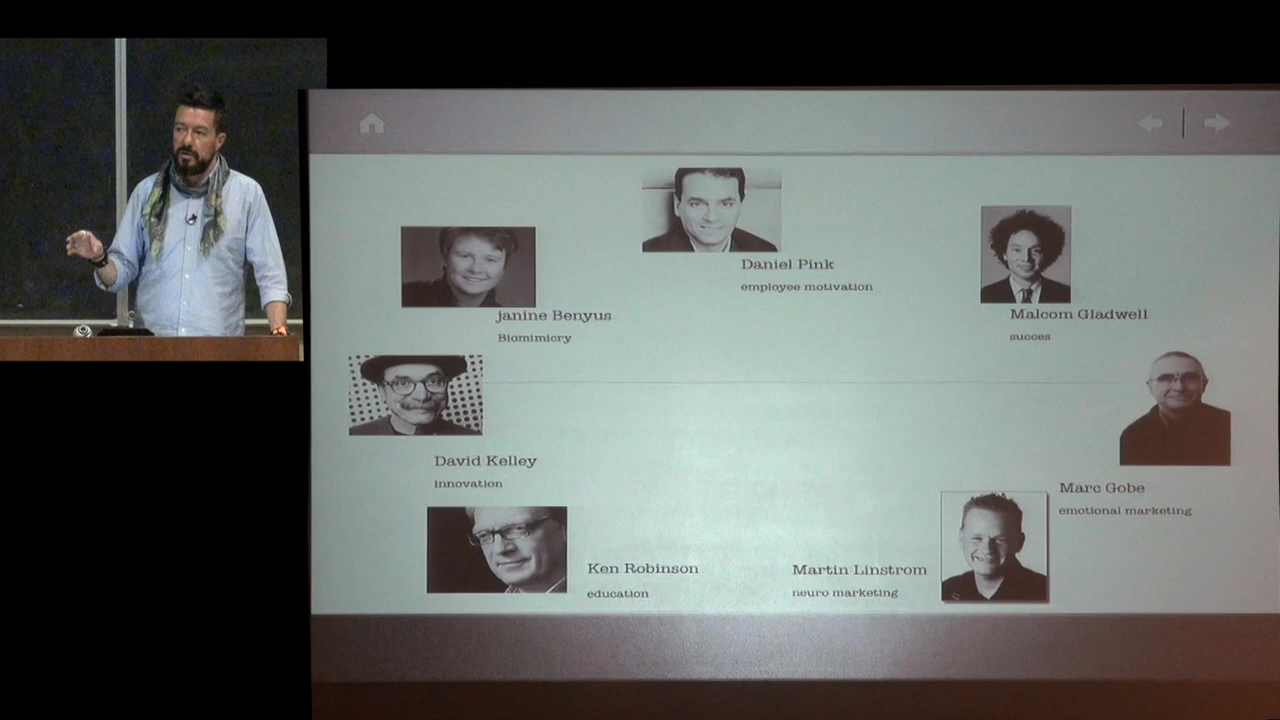 Daniel Pink
employee motivation
janine Benyus
Biomimicry
Malcom Gladwell
succes
David Kelley
innovation
Marc Gobe
emotional marketing
Ken Robinson
education
Martin Linstrom
neuro marketing